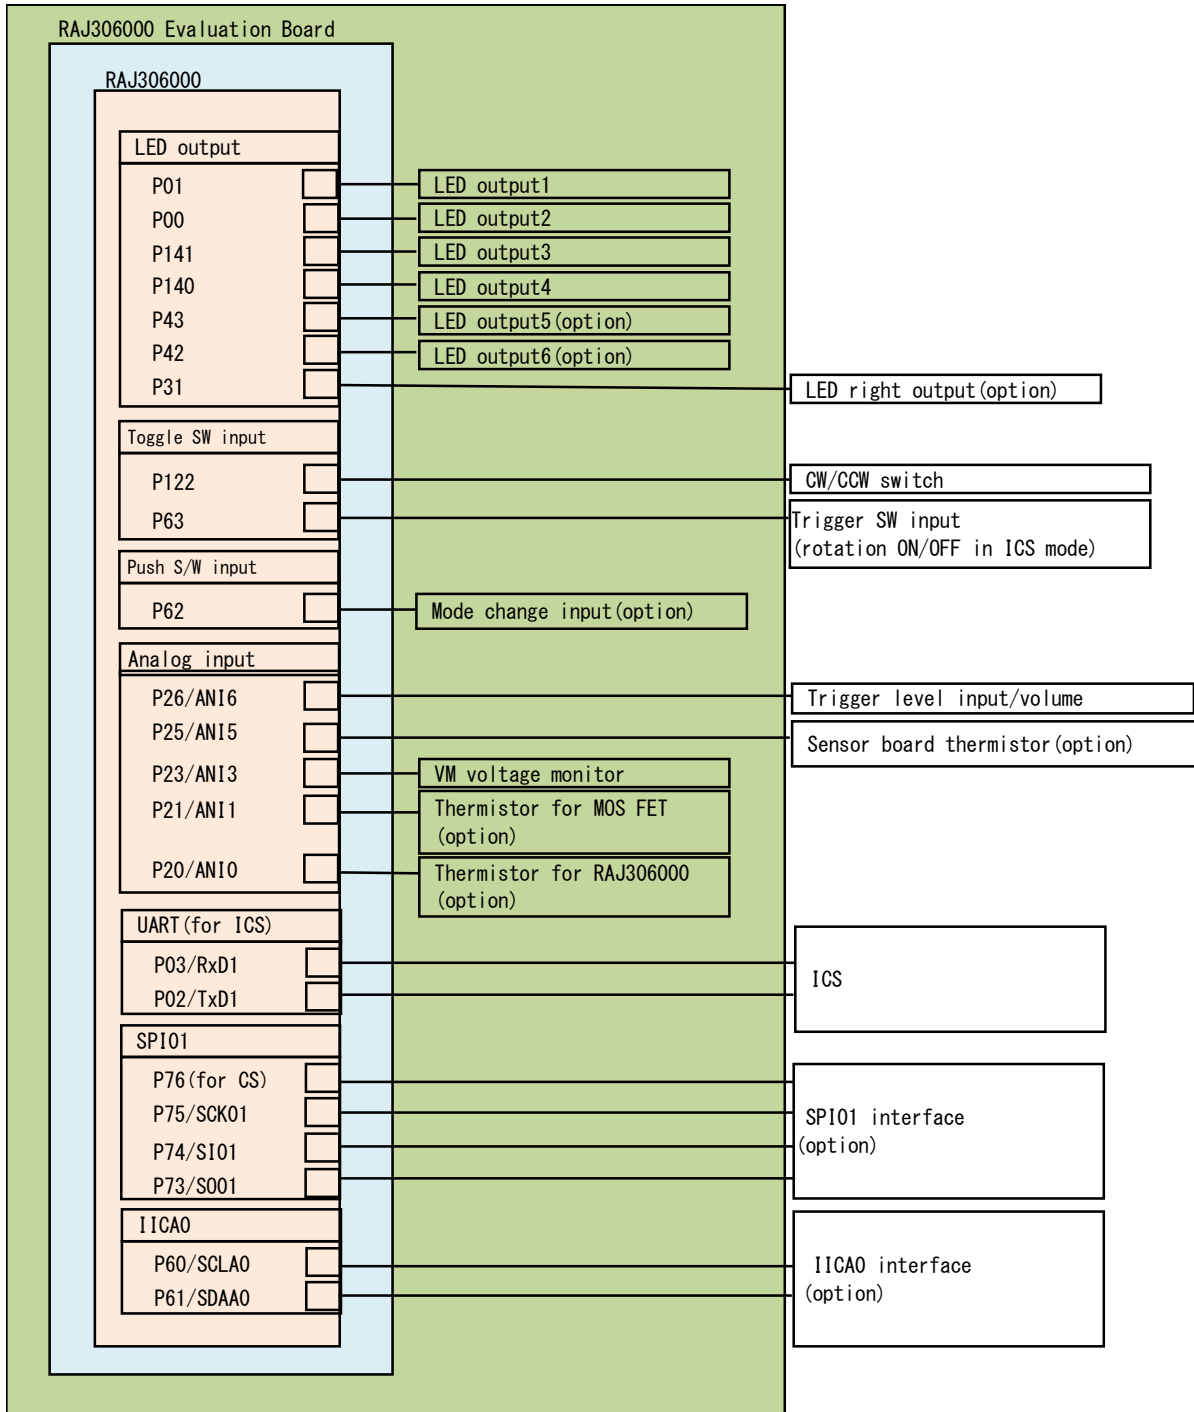 RAJ306000 Evaluation Board
RAJ306000
LED output
P01
LED output1
P00
LED output2
P141
LED output3
P140
LED output4
P43
LED output5(option)
P42
LED output6(option)
P31
LED right output(option)
Toggle SW input
P122
CW/CCW switch
P63
Trigger SW input
(rotation ON/OFF in ICS mode)
Push S/W input
P62
Mode change input(option)
Analog input
P26/ANI6
Trigger level input/volume
P25/ANI5
Sensor board thermistor(option)
P23/ANI3
VM voltage monitor
P21/ANI1
Thermistor for MOS FET
(option)
P20/ANI0
Thermistor for RAJ306000
(option)
UART(for ICS)
P03/RxD1
P02/TxD1
ICS
SPI01
P76(for CS)
P75/SCK01
P74/SI01
P73/SO01
SPI01 interface
(option)
IICA0
P60/SCLA0
P61/SDAA0
IICA0 interface
(option)